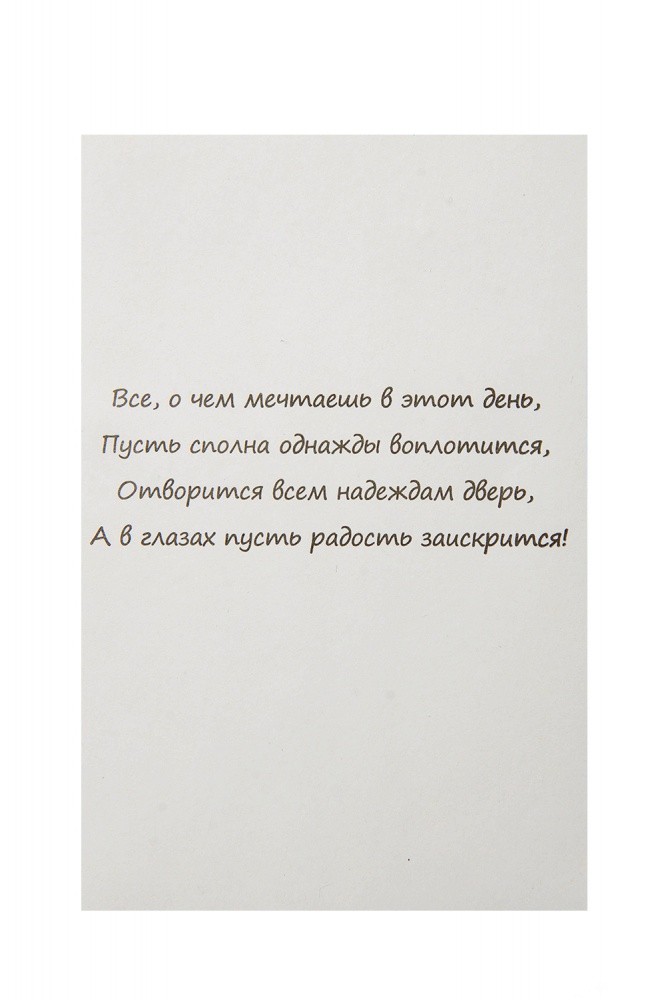 Все, о чем мечтаешь в этот день,
Пусть сполна однажды воплотится,
Отворится всем надеждам дверь,
А в глазах пусть радость заискрится!